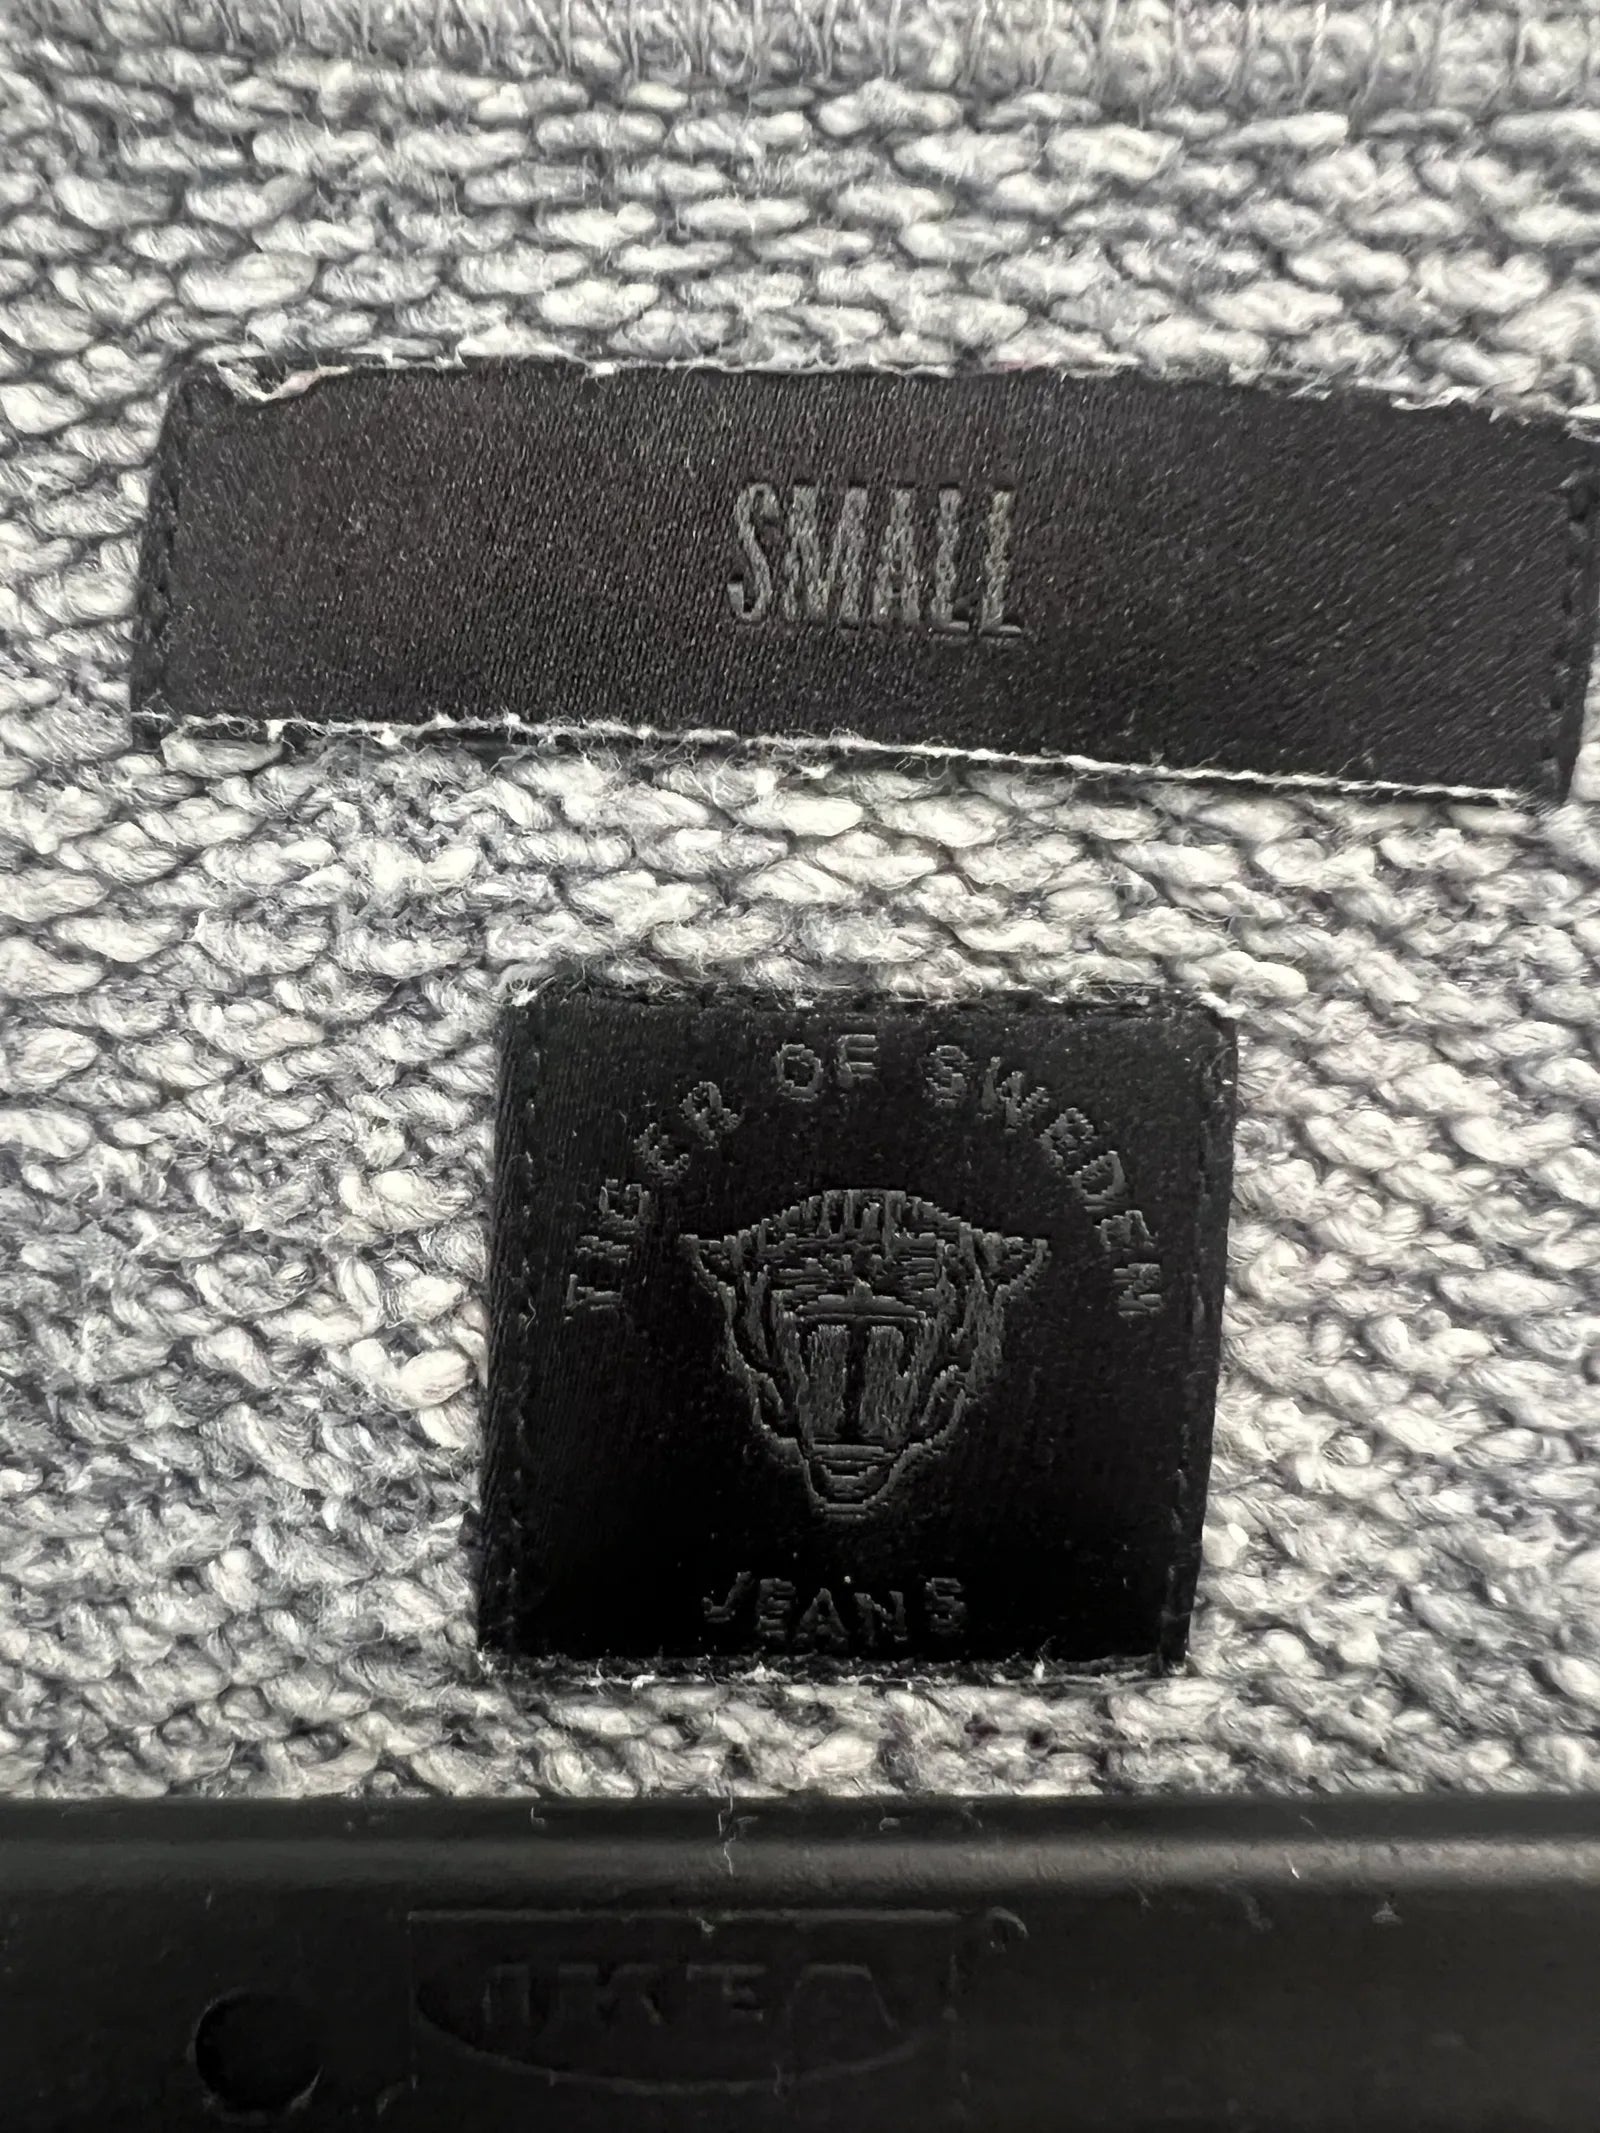 SMALL
TIGER OF SWEDEN
JEANS
IKEA